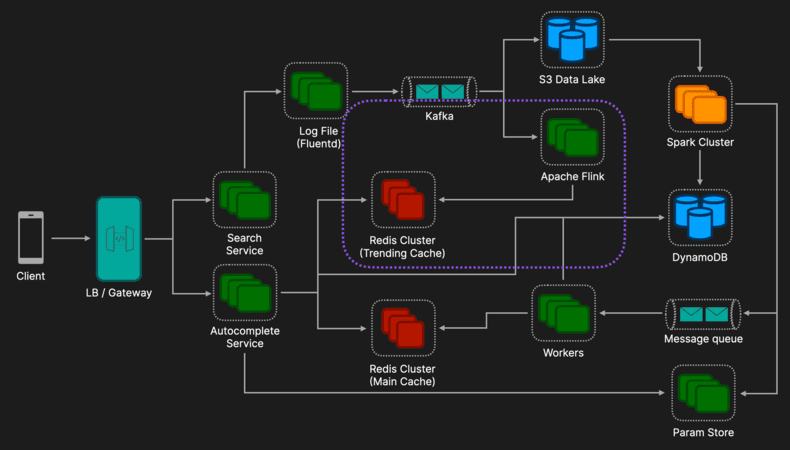 S3 Data Lake
Log File
(Fluentd)
Kafka
Spark Cluster
Apache Flink
Search
Service
Redis Cluster
(Trending Cache)
DynamoDB
Client
LB / Gateway
Autocomplete
Service
Redis Cluster
(Main Cache)
Workers
Message queue
Param Store